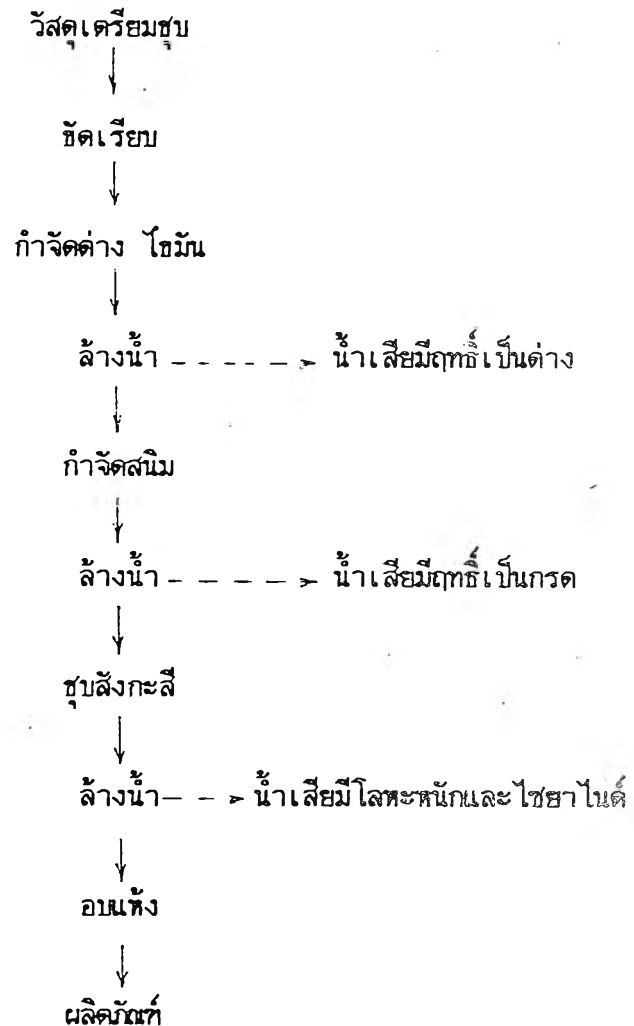 วัสดุเตรียมชุบ
ขัดเรียบ
กำจัดด่าง ไขมัน
ล้างน้ำ น้ำเสียมีฤทธิ์เป็นด่าง
กำจัดสนิม
ล้างน้ำ น้ำเสียมีฤทธิ์เป็นกรด
ชุบสังกะสี
ล้างน้ำ น้ำเสียมีโลหะหนักและไซยาไนด์
อบแห้ง
ผลิตภัณฑ์